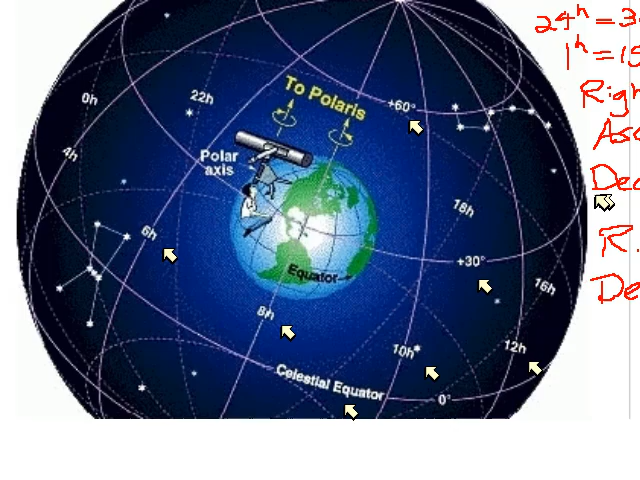 24ʰ = 3
1ʰ = 15
To Polaris
+60°
Righ
0h
22h
Asc
4h
Polar
axis
Dec
18h
6h
R.
+30°
Equator
16h
De
8h
10h
12h
Celestial Equator
0°